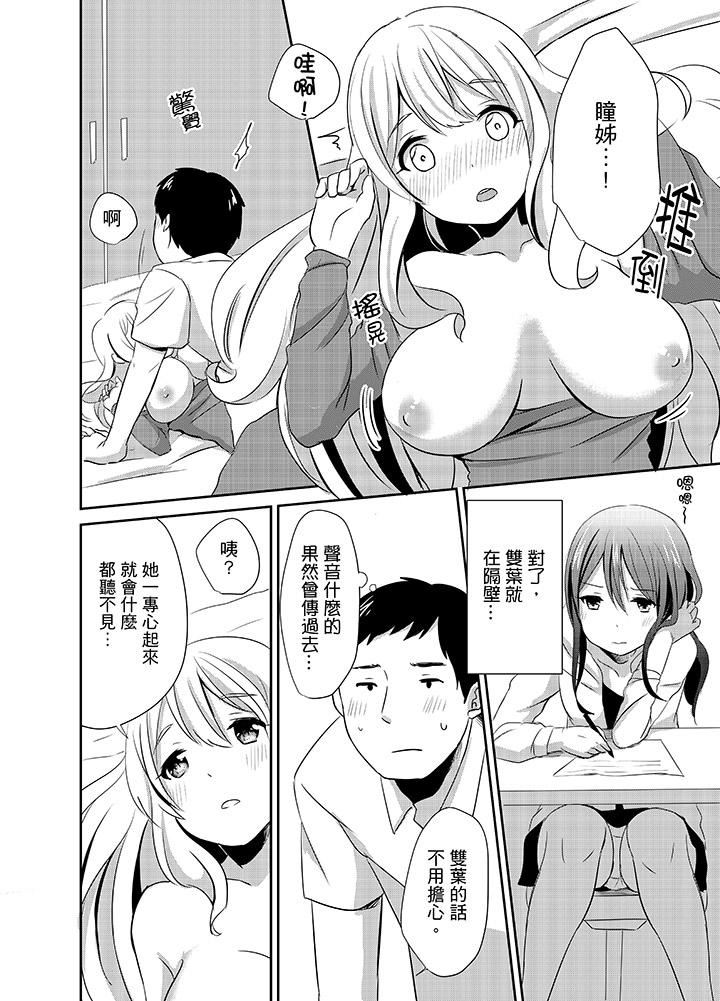 瞳姊…！
推倒
哇啊！
搖晃
驚覺
啊
嗯嗯~
對了，
雙葉就
在隔壁…
聲音什麼的
果然會傳過去…
雙葉的話
不用擔心。
咦？
她一專心起來
就會什麼
都聽不見…